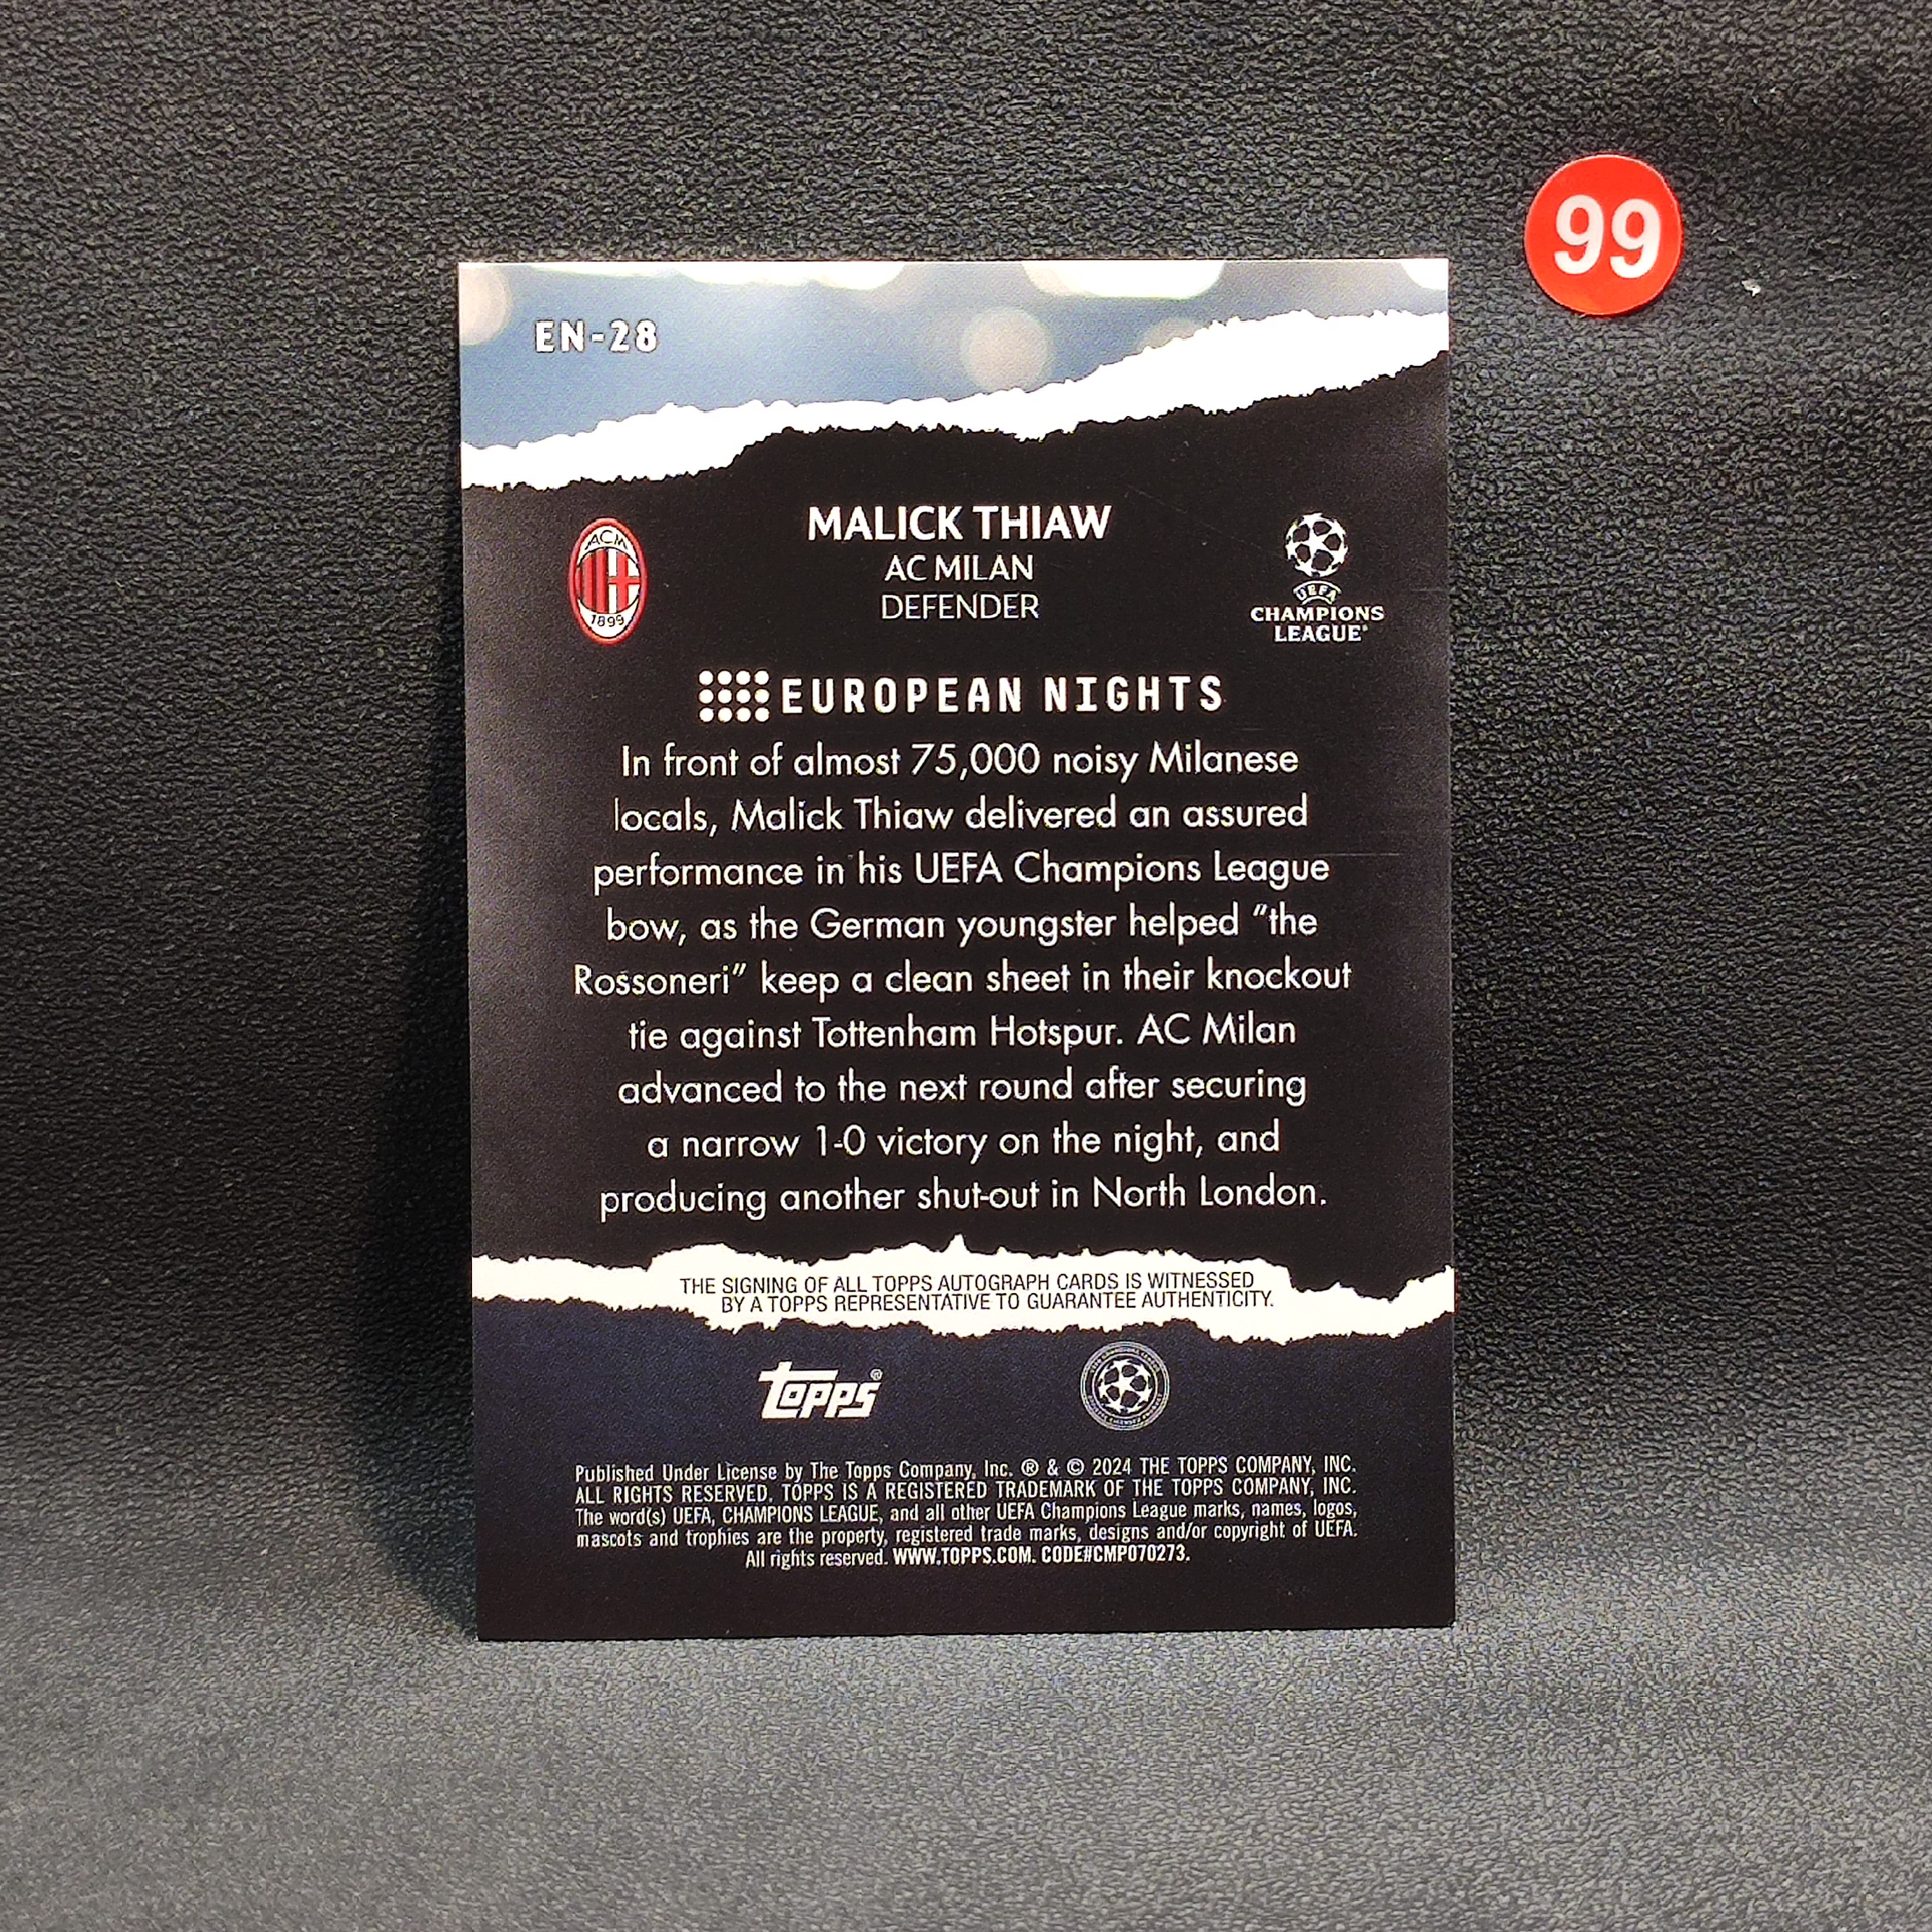 99
EN-28
ACM
1899
MALICK THIAW
AC MILAN
DEFENDER
UEFA
CHAMPIONS
LEAGUE®
EUROPEAN NIGHTS
In front of almost 75,000 noisy Milanese
locals, Malick Thiaw delivered an assured
performance in his UEFA Champions League
bow, as the German youngster helped "the
Rossoneri" keep a clean sheet in their knockout
tie against Tottenham Hotspur. AC Milan
advanced to the next round after securing
a narrow 1-0 victory on the night, and
producing another shut-out in North London.
THE SIGNING OF ALL TOPPS AUTOGRAPH CARDS IS WITNESSED
BY A TOPPS REPRESENTATIVE TO GUARANTEE AUTHENTICITY.
topps®
Published Under License by The Topps Company, Inc. ® & © 2024 THE TOPPS COMPANY, INC.
ALL RIGHTS RESERVED. TOPPS IS A REGISTERED TRADEMARK OF THE TOPPS COMPANY, INC.
The word(s) UEFA, CHAMPIONS LEAGUE, and all other UEFA Champions League marks, names, logos,
mascots and trophies are the property, registered trade marks, designs and/or copyright of UEFA.
All rights reserved. WWW.TOPPS.COM. CODE#CMP070273.